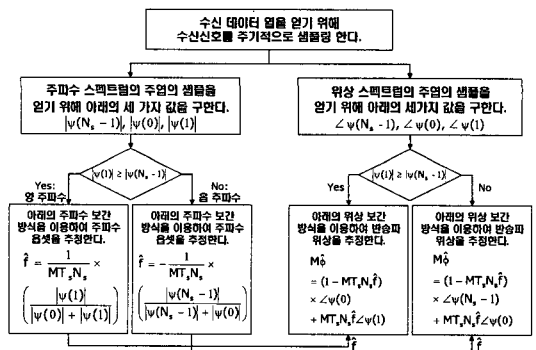 수신 데이터 열을 얻기 위해
수신신호를 주기적으로 샘플링 한다.
주파수 스펙트럼의 주엽의 샘플을
얻기 위해 아래의 세 가지 값을 구한다.
|ψ(N_s - 1)|, |ψ(0)|, |ψ(1)|
위상 스펙트럼의 주엽의 샘플을
얻기 위해 아래의 세가지 값을 구한다.
∠ψ(N_s - 1), ∠ψ(0), ∠ψ(1)
|ψ(1)| ≥ |ψ(N_s - 1)|
Yes:
양 주파수
No:
음 주파수
|ψ(1)| ≥ |ψ(N_s - 1)|
Yes
No
아래의 주파수 보간
방식을 이용하여 주파수
옵셋을 추정한다.
f̂ = 1 / (MT_sN_s) ×
(|ψ(1)| / (|ψ(0)| + |ψ(1)|))
아래의 주파수 보간
방식을 이용하여 주파수
옵셋을 추정한다.
f̂ = - 1 / (MT_sN_s) ×
(|ψ(N_s - 1)| / (|ψ(N_s - 1)| + |ψ(0)|))
아래의 위상 보간
방식을 이용하여 반송파
위상을 추정한다.
Mφ̂
= (1 - MT_sN_sf̂)
× ∠ψ(0)
+ MT_sN_sf̂∠ψ(1)
아래의 위상 보간
방식을 이용하여 반송파
위상을 추정한다.
Mφ̂
= (1 - MT_sN_sf̂)
× ∠ψ(N_s - 1)
+ MT_sN_sf̂∠ψ(0)
f̂
f̂